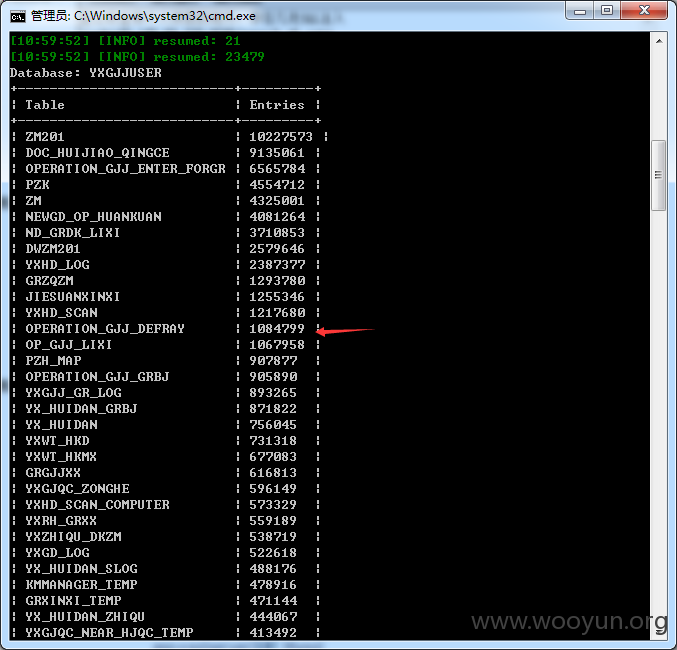 管理员: C:\Windows\system32\cmd.exe
[10:59:52] [INFO] resumed: 21
[10:59:52] [INFO] resumed: 23479
Database: YXGJJUSER
+----------------------------+---------+
| Table | Entries |
+----------------------------+---------+
| ZM201 | 10227573 |
| DOC_HUIJIAO_QINGCE | 9135061 |
| OPERATION_GJJ_ENTER_FORGR | 6565784 |
| PZK | 4554712 |
| ZM | 4325001 |
| NEWGD_OP_HUANKUAN | 4081264 |
| ND_GRDK_LIXI | 3710853 |
| DWZM201 | 2579646 |
| YXHD_LOG | 2387377 |
| GRZQZM | 1293780 |
| JIESUANXINXI | 1255346 |
| YXHD_SCAN | 1217680 |
| OPERATION_GJJ_DEFRAY | 1084799 |
| OP_GJJ_LIXI | 1067958 |
| PZH_MAP | 907877 |
| OPERATION_GJJ_GRBJ | 905890 |
| YXGJJ_GR_LOG | 893265 |
| YX_HUIDAN_GRBJ | 871822 |
| YX_HUIDAN | 756045 |
| YXWT_HKD | 731318 |
| YXWT_HKMX | 677083 |
| GRGJJXX | 616813 |
| YXGJQC_ZONGHE | 596149 |
| YXHD_SCAN_COMPUTER | 573329 |
| YXRH_GRXX | 559189 |
| YXZHIQU_DKZM | 538719 |
| YXGD_LOG | 522618 |
| YX_HUIDAN_SLOG | 488176 |
| KMMANAGER_TEMP | 478916 |
| GRXINXI_TEMP | 471144 |
| YX_HUIDAN_ZHIQU | 444067 |
| YXGJQC_NEAR_HJQC_TEMP | 413492 |
www.wooyun.org